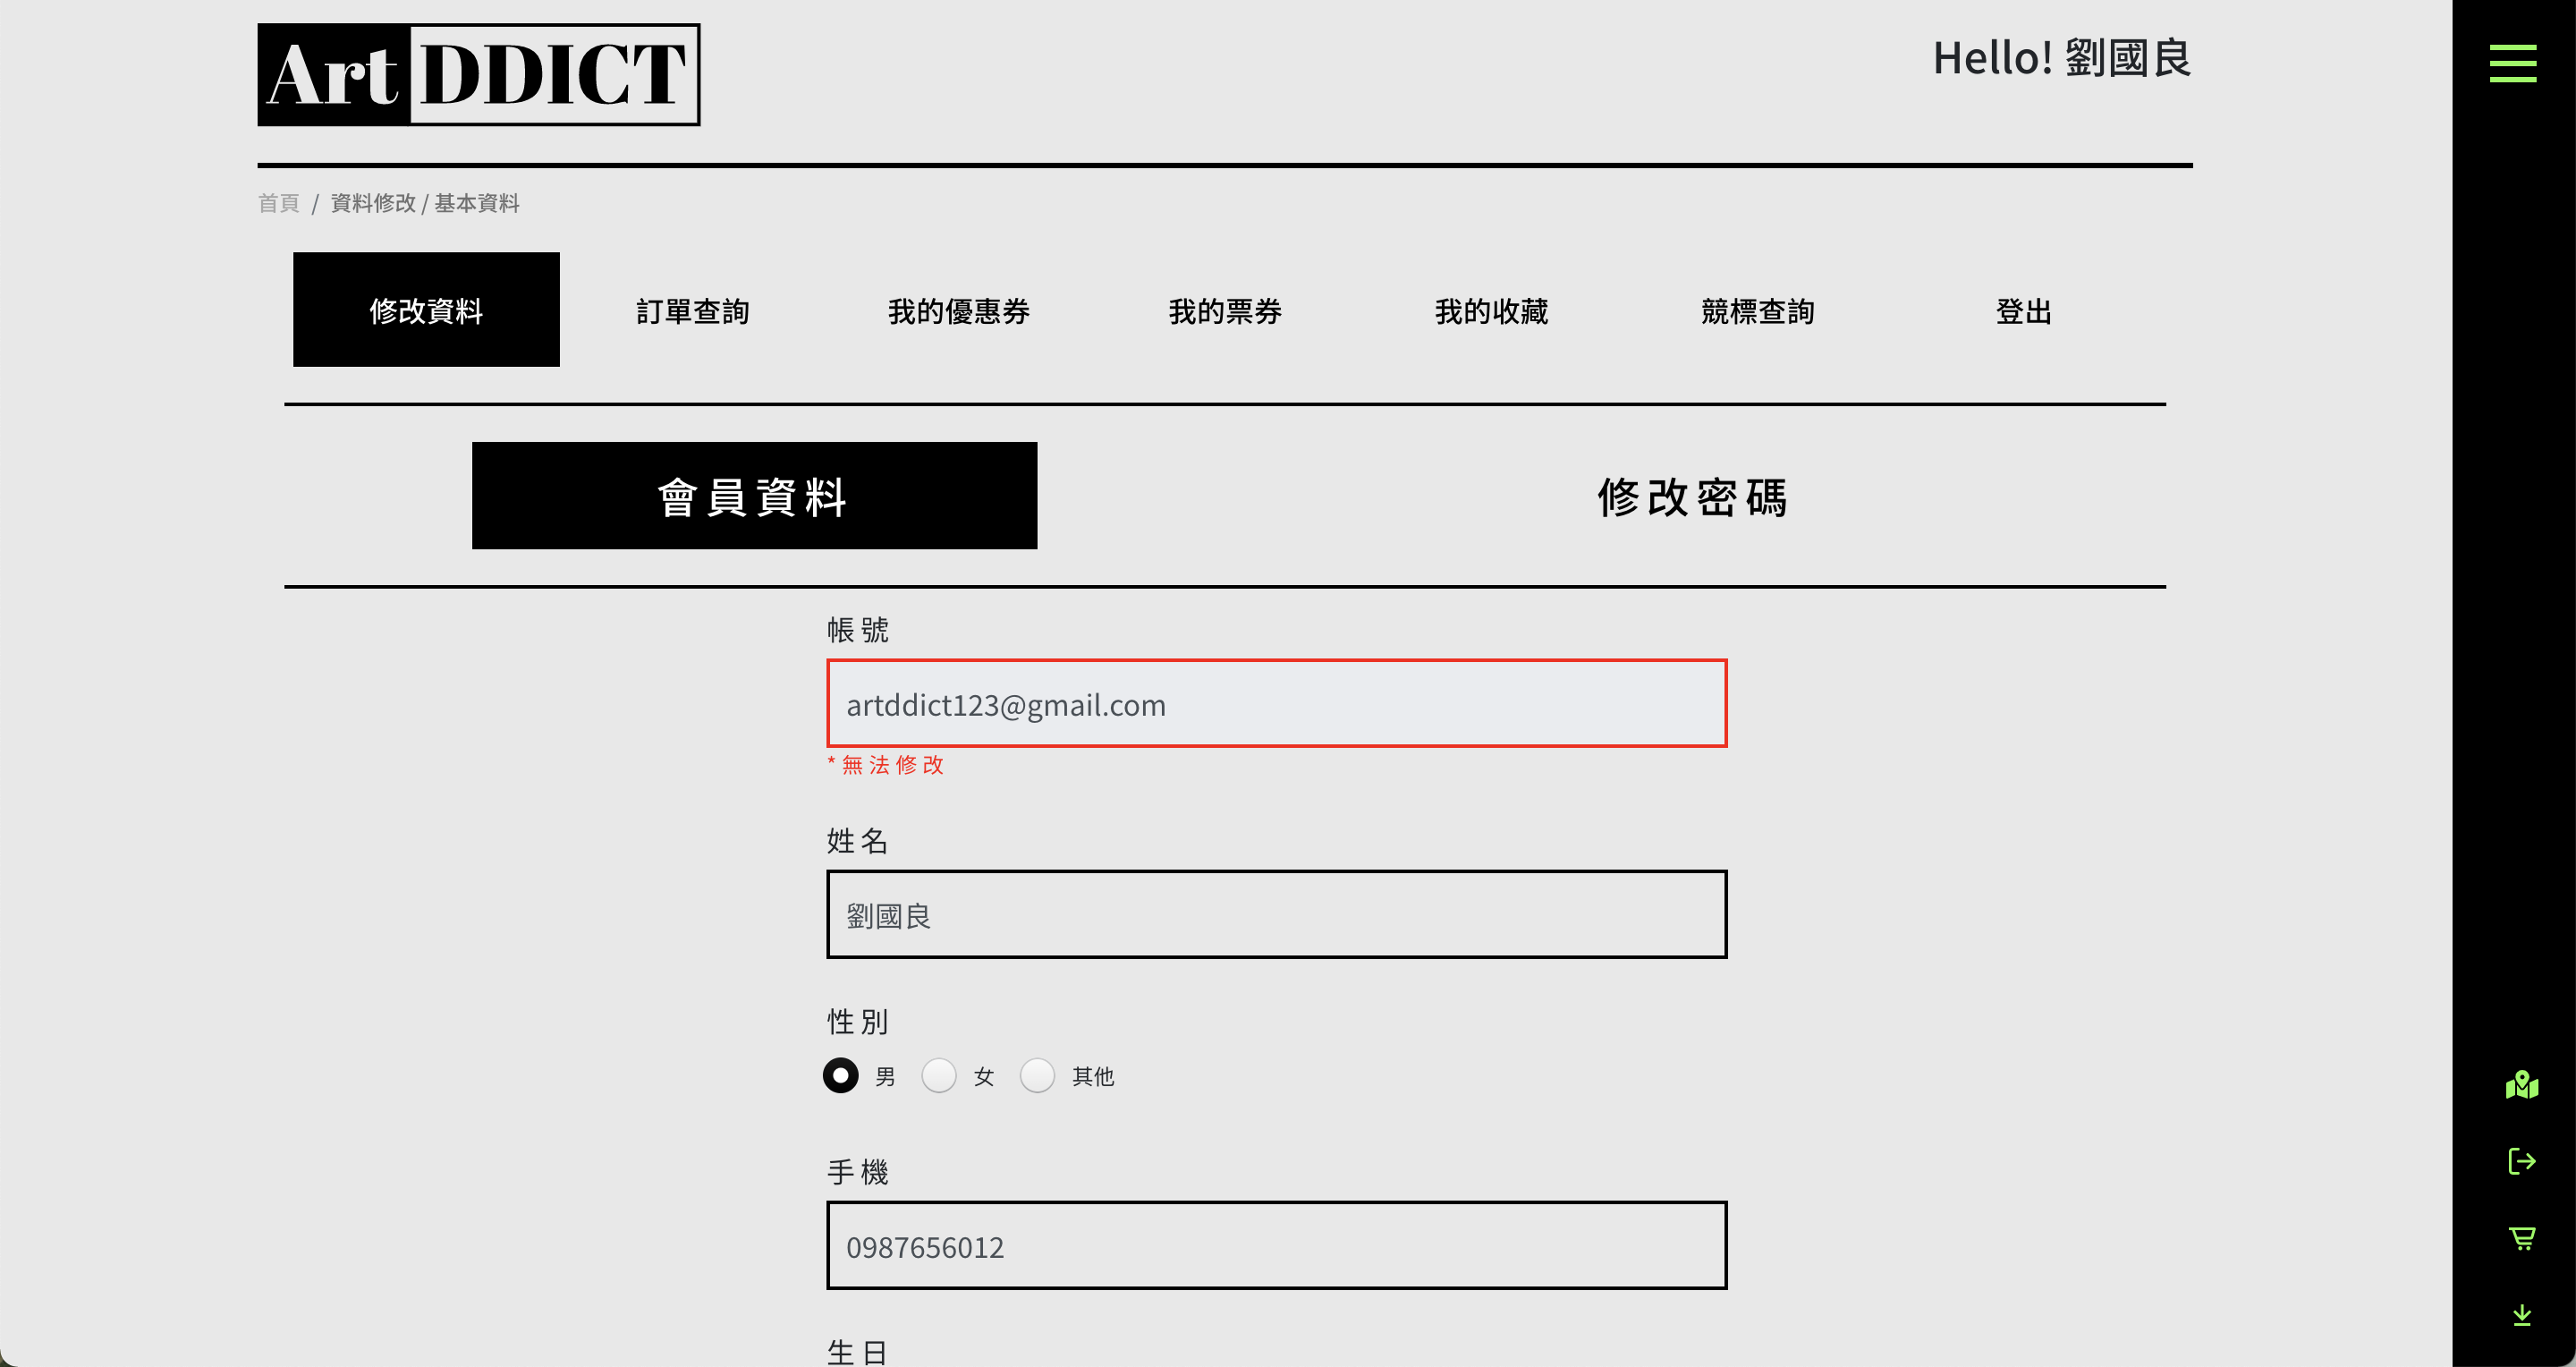 ArtDDICT
Hello! 劉國良
首頁 / 資料修改 / 基本資料
修改資料 訂單查詢 我的優惠券 我的票券 我的收藏 競標查詢 登出
會員資料 修改密碼
帳號
artddict123@gmail.com
* 無法修改
姓名
劉國良
性別
男 女 其他
手機
0987656012
生日